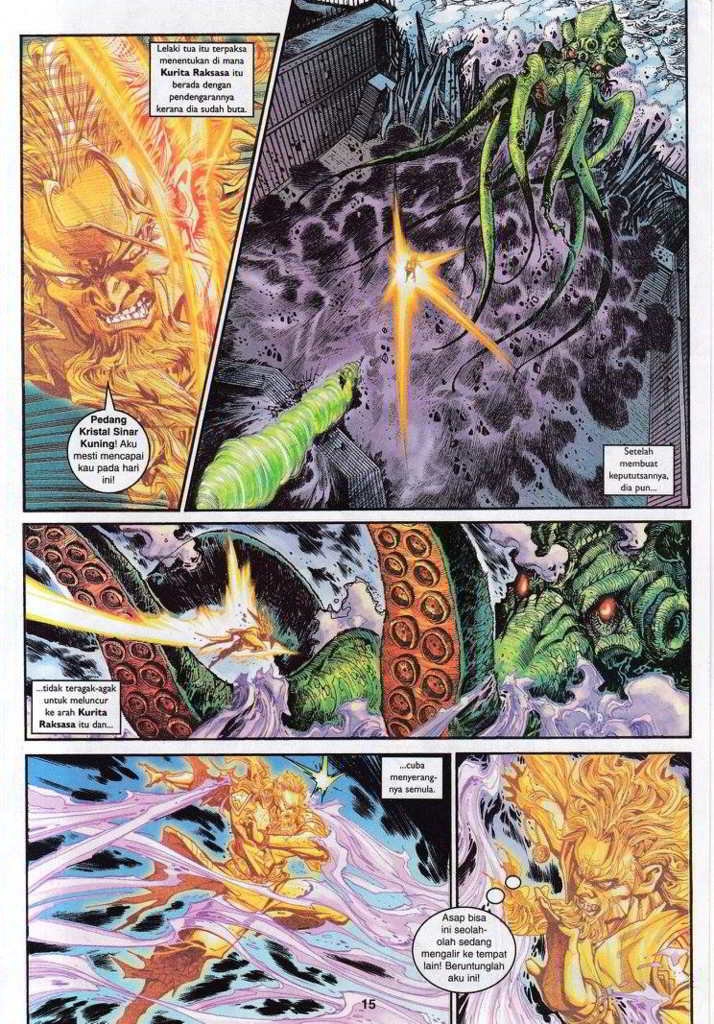 Lelaki tua itu terpaksa
menentukan di mana
Kurita Raksasa itu
berada dengan
pendengarannya
kerana dia sudah buta.
Pedang
Kristal Sinar
Kuning! Aku
mesti mencapai
kau pada hari
ini!
Setelah
membuat
kepututsannya,
dia pun...
...tidak teragak-agak
untuk meluncur
ke arah Kurita
Raksasa itu dan...
...cuba
menyerang-
nya semula.
Asap bisa
ini seolah-
olah sedang
mengalir ke tempat
lain! Beruntunglah
aku ini!
15